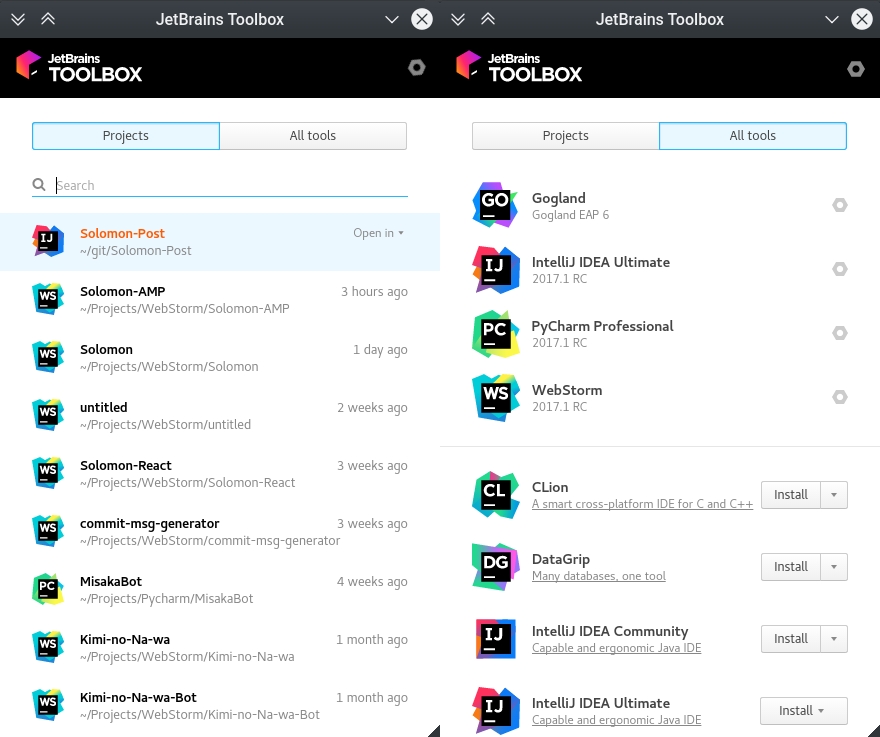 JetBrains Toolbox
JetBrains
TOOLBOX
Projects
All tools
Search
IJ
Solomon-Post
Open in
~/git/Solomon-Post
WS
Solomon-AMP
3 hours ago
~/Projects/WebStorm/Solomon-AMP
WS
Solomon
1 day ago
~/Projects/WebStorm/Solomon
WS
untitled
2 weeks ago
~/Projects/WebStorm/untitled
WS
Solomon-React
3 weeks ago
~/Projects/WebStorm/Solomon-React
WS
commit-msg-generator
3 weeks ago
~/Projects/WebStorm/commit-msg-generator
PC
MisakaBot
4 weeks ago
~/Projects/Pycharm/MisakaBot
WS
Kimi-no-Na-wa
1 month ago
~/Projects/WebStorm/Kimi-no-Na-wa
WS
Kimi-no-Na-wa-Bot
1 month ago
~/Projects/WebStorm/Kimi-no-Na-wa-Bot
JetBrains Toolbox
JetBrains
TOOLBOX
Projects
All tools
GO
Gogland
Gogland EAP 6
IJ
IntelliJ IDEA Ultimate
2017.1 RC
PC
PyCharm Professional
2017.1 RC
WS
WebStorm
2017.1 RC
CL
CLion
A smart cross-platform IDE for C and C++
Install
DG
DataGrip
Many databases, one tool
Install
IJ
IntelliJ IDEA Community
Capable and ergonomic Java IDE
Install
IJ
IntelliJ IDEA Ultimate
Capable and ergonomic Java IDE
Install